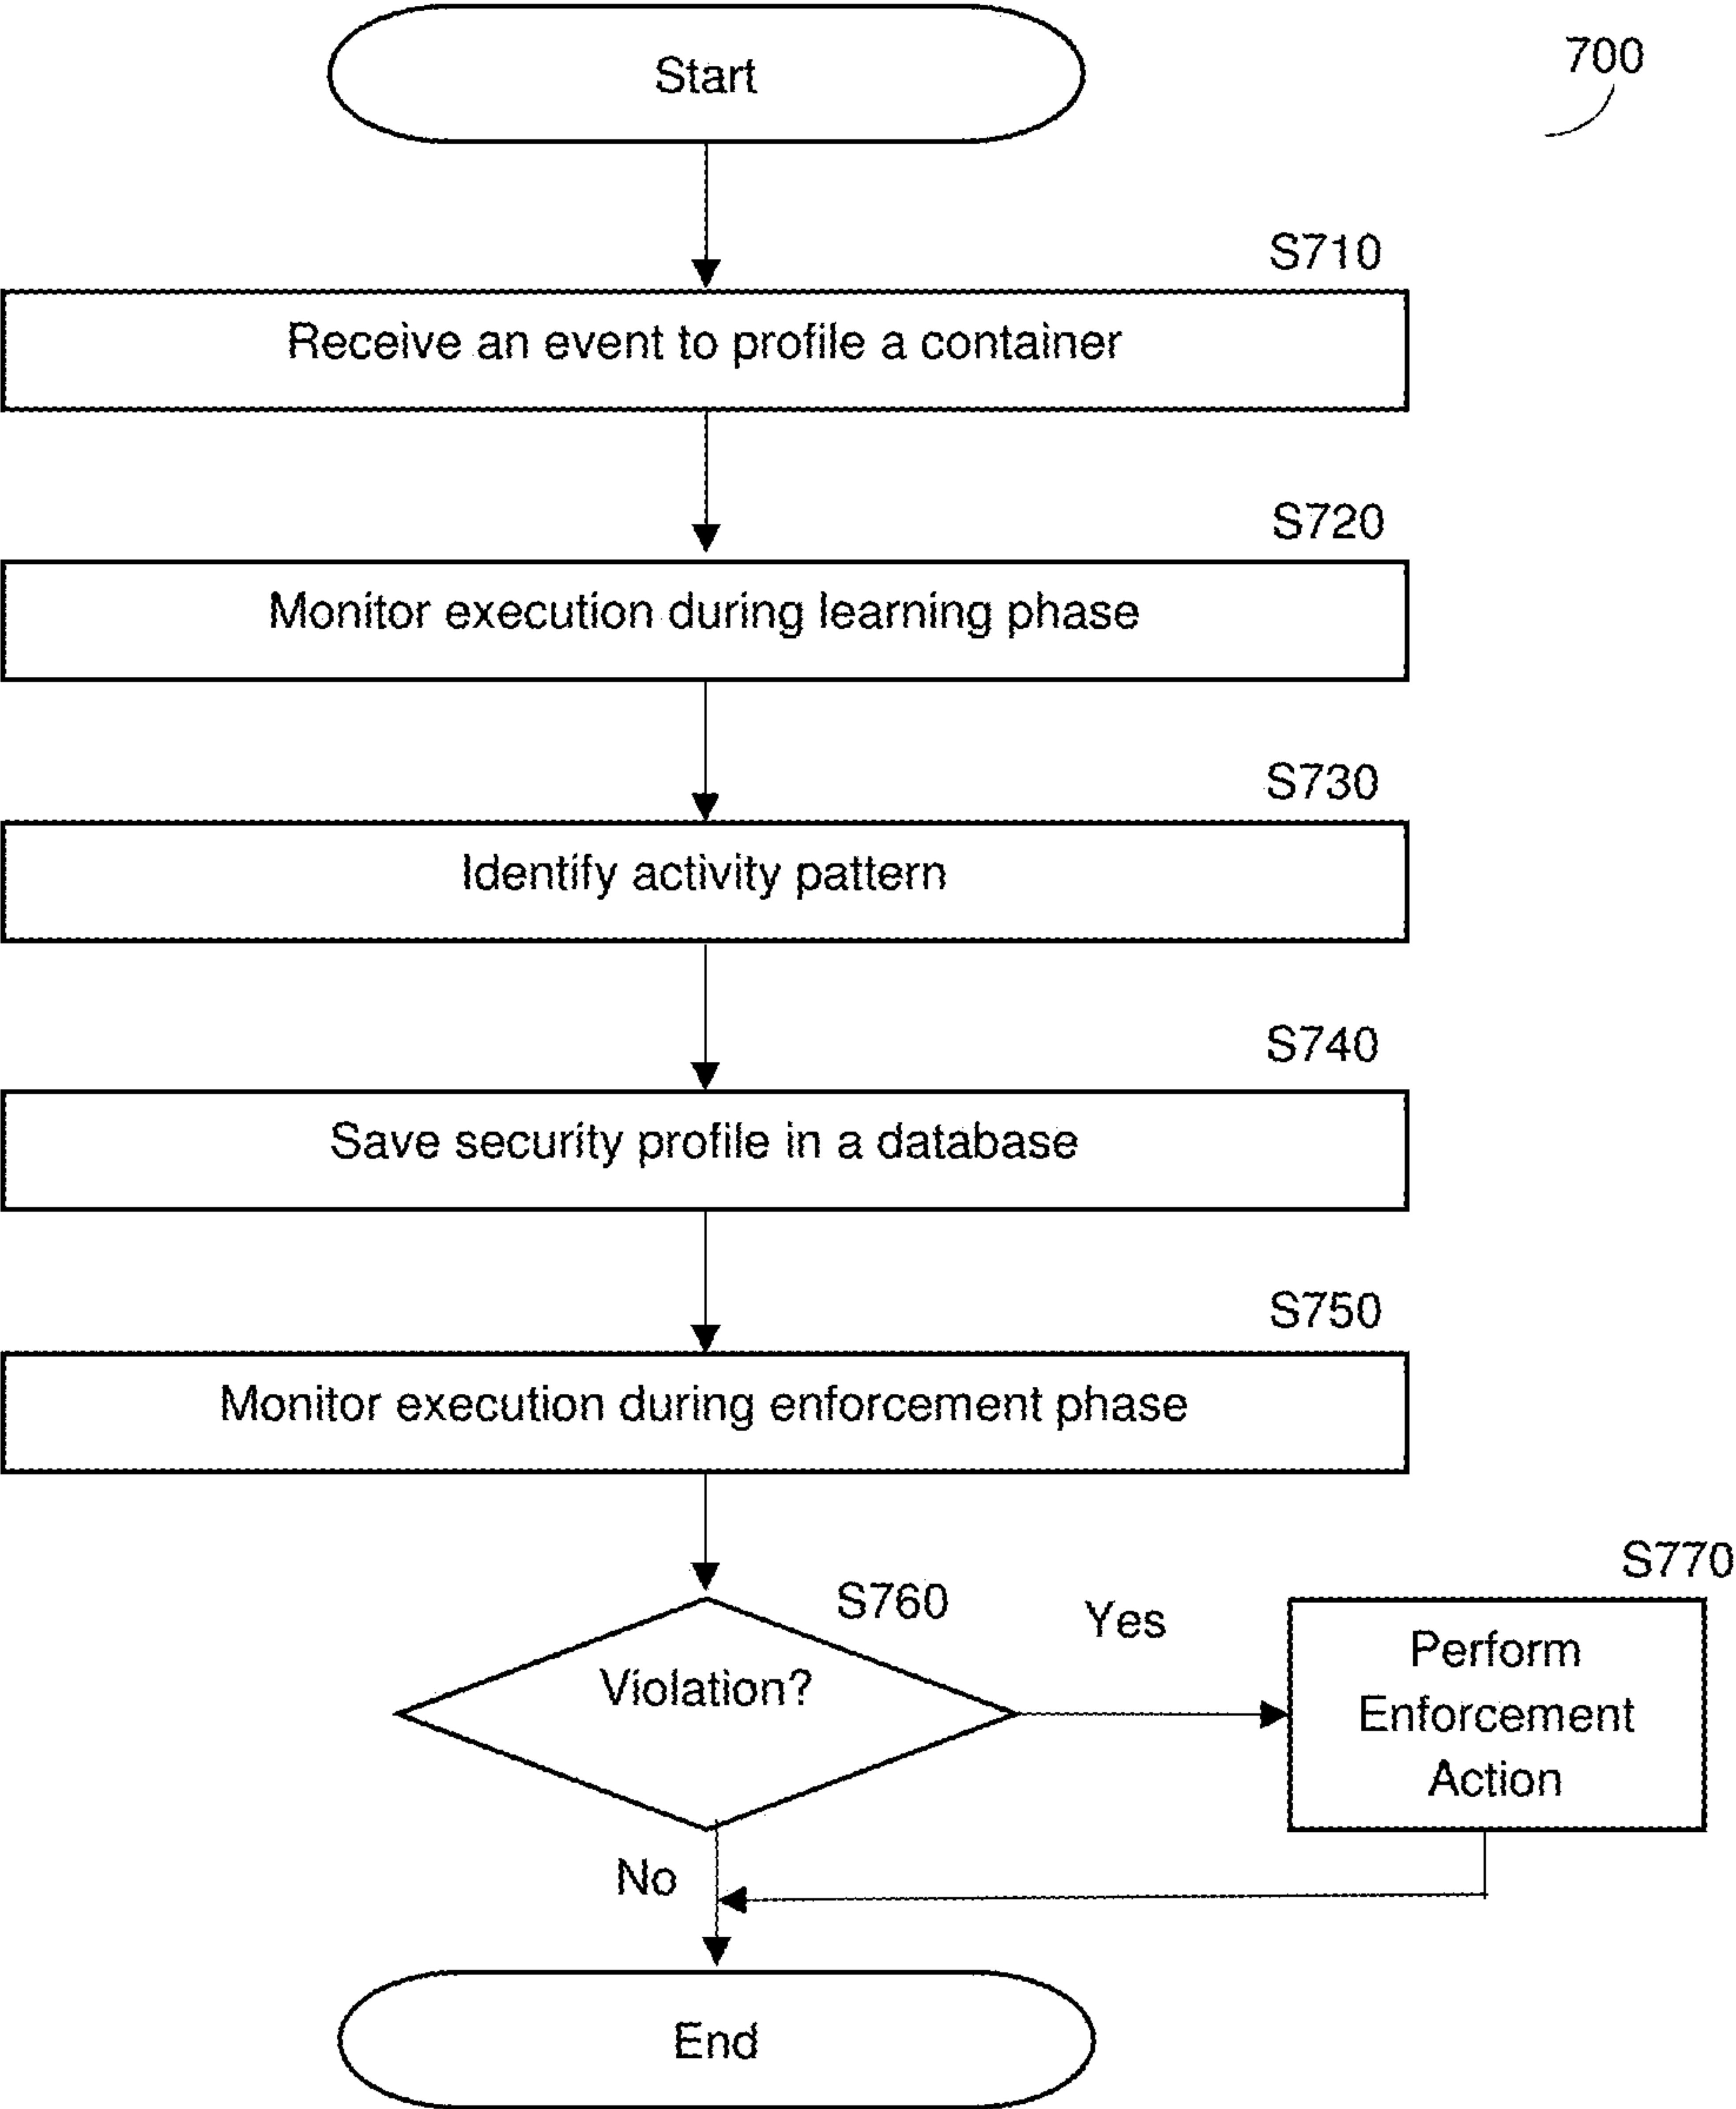 Start
700
S710
Receive an event to profile a container
S720
Monitor execution during learning phase
S730
Identify activity pattern
S740
Save security profile in a database
S750
Monitor execution during enforcement phase
S760
Violation?
Yes
S770
Perform
Enforcement
Action
No
End